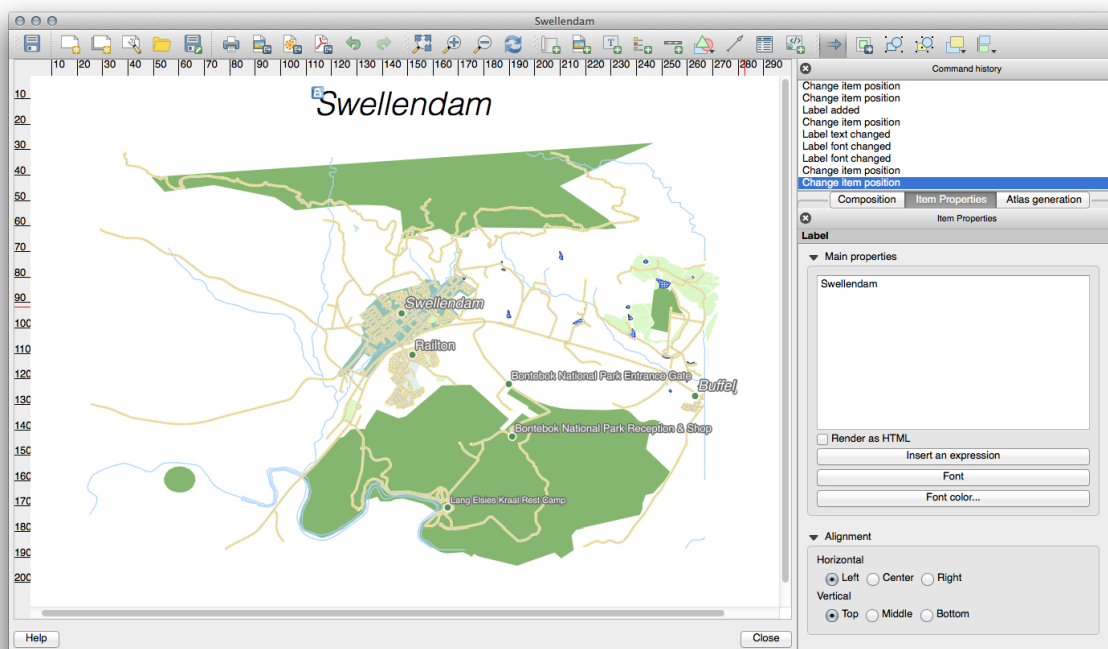 Swellendam
10 20 30 40 50 60 70 80 90 100 110 120 130 140 150 160 170 180 190 200 210 220 230 240 250 260 270 280 290
10
20
30
40
50
60
70
80
90
100
110
120
130
140
150
160
170
180
190
200
Swellendam
Swellendam
Railton
Bontebok National Park Entrance Gate
Buffel
Bontebok National Park Reception & Shop
Lang Elsies Kraal Rest Camp
Help
Close
Command history
Change item position
Change item position
Label added
Change item position
Label text changed
Label font changed
Label font changed
Change item position
Change item position
Composition Item Properties Atlas generation
Item Properties
Label
Main properties
Swellendam
Render as HTML
Insert an expression
Font
Font color...
Alignment
Horizontal
Left Center Right
Vertical
Top Middle Bottom